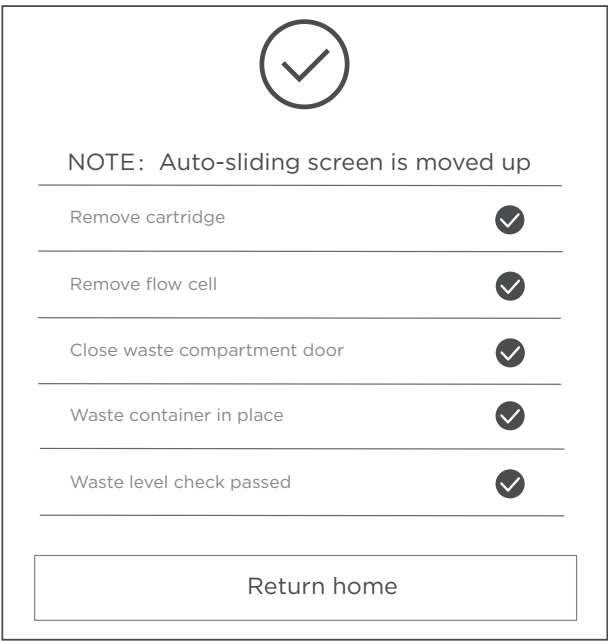 NOTE: Auto-sliding screen is moved up
Remove cartridge
Remove flow cell
Close waste compartment door
Waste container in place
Waste level check passed
Return home